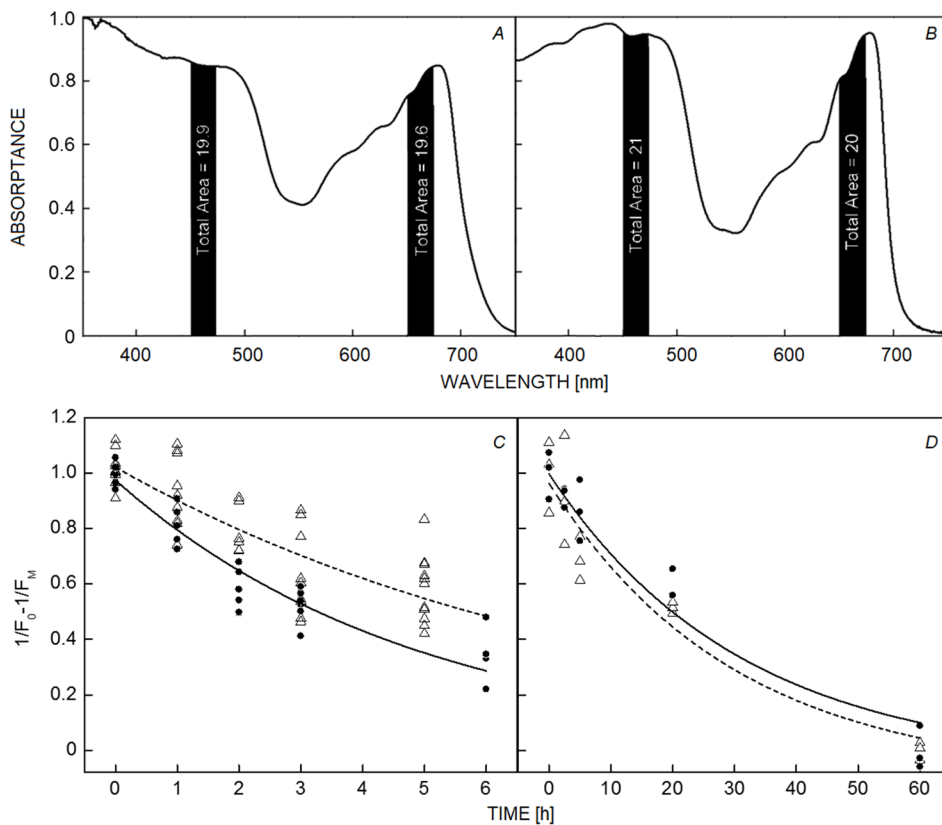 1.0
0.8
0.6
0.4
0.2
0
ABSORPTANCE
A
Total Area = 19.9
Total Area = 19.6
B
Total Area = 21
Total Area = 20
400 500 600 700 400 500 600 700
WAVELENGTH [nm]
1.2
1.0
0.8
0.6
0.4
0.2
0
1/F0-1/FM
C
D
0 1 2 3 4 5 6 0 10 20 30 40 50 60
TIME [h]